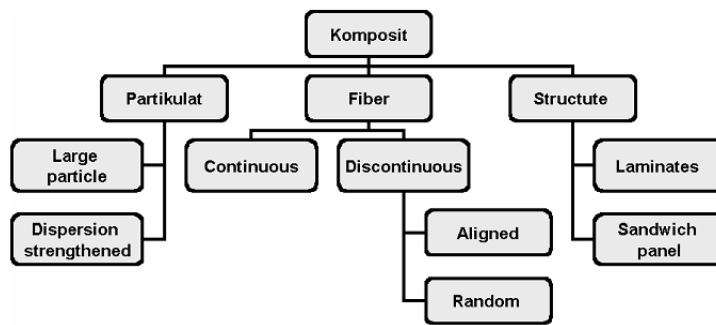 Komposit
Partikulat
Fiber
Structute
Large
particle
Continuous
Discontinuous
Laminates
Dispersion
strengthened
Aligned
Sandwich
panel
Random